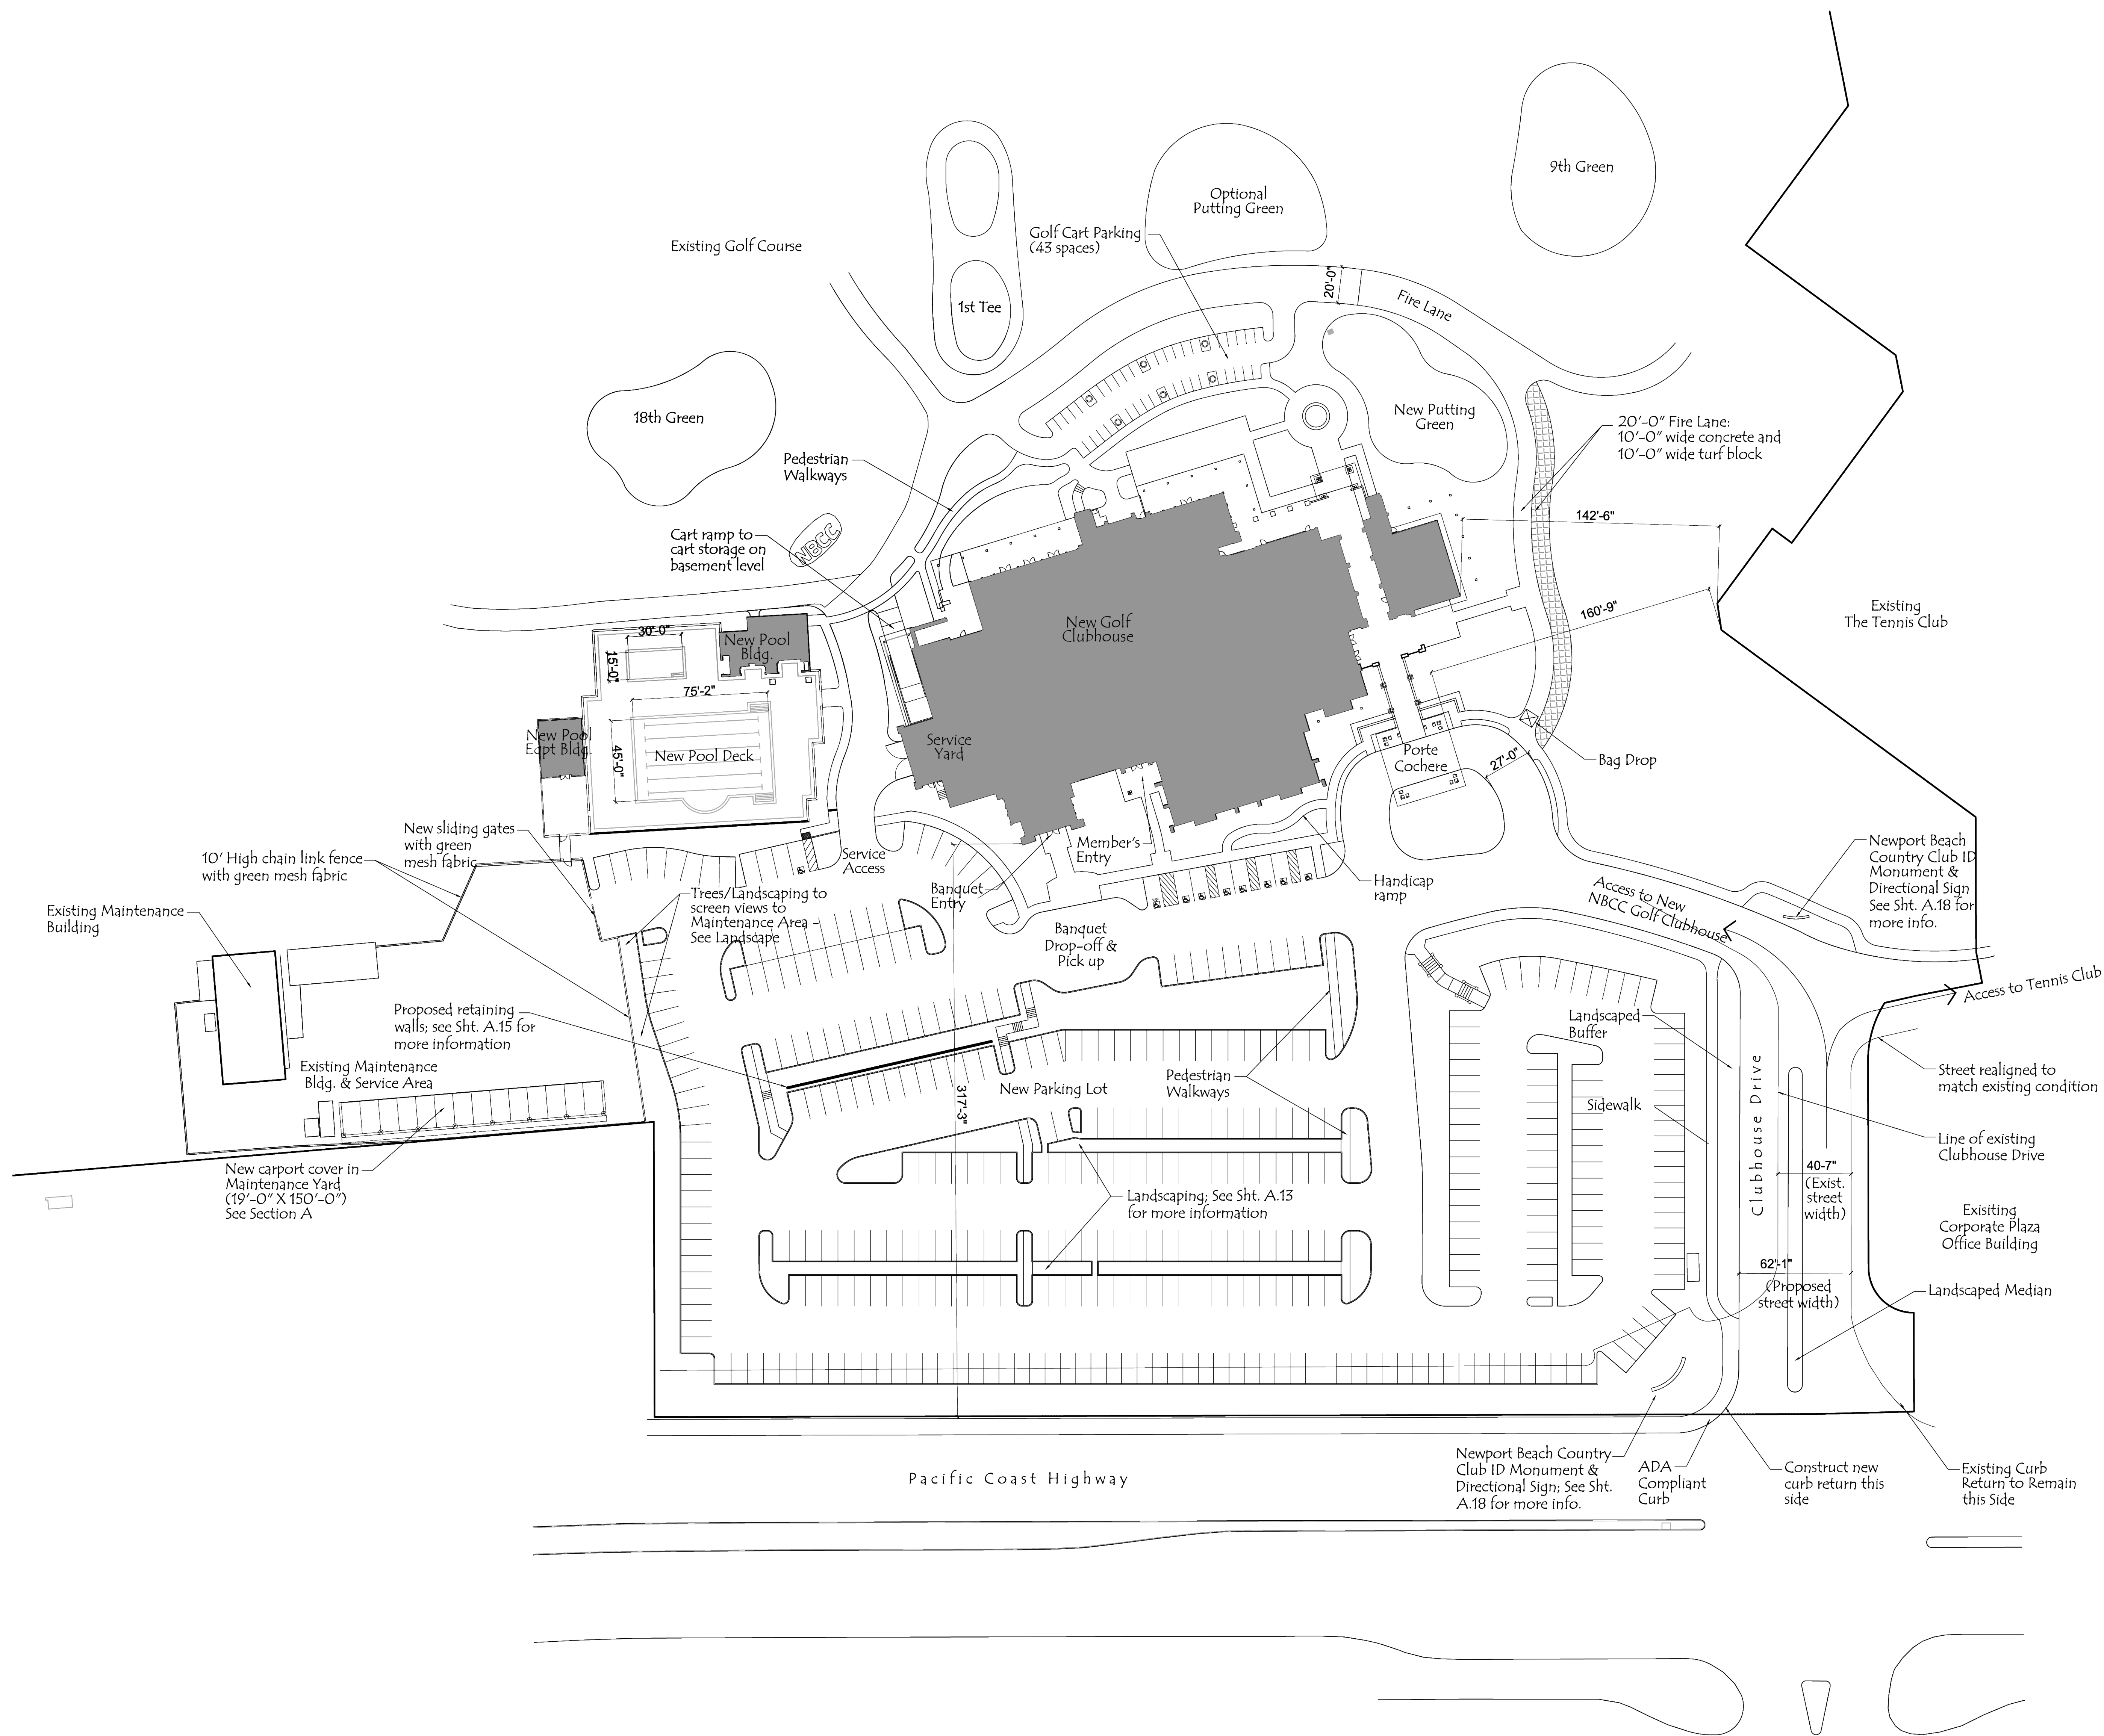 9th Green
Optional
Putting Green
Golf Cart Parking
(43 spaces)
Existing Golf Course
20'-0"
Fire Lane
1st Tee
18th Green
New Putting
Green
20'-0" Fire Lane:
10'-0" wide concrete and
10'-0" wide turf block
Pedestrian
Walkways
142'-6"
Cart ramp to
cart storage on
basement level
NBCC
160'-9"
Existing
The Tennis Club
New Golf
Clubhouse
30'-0"
15'-0"
New Pool
Bldg.
75'-2"
45'-0"
New Pool Deck
New Pool
Eqpt Bldg.
Service
Yard
Porte
Cochere
27'-0"
Bag Drop
New sliding gates
with green
mesh fabric
10' High chain link fence
with green mesh fabric
Service
Access
Member's
Entry
Banquet
Entry
Handicap
ramp
Newport Beach
Country Club ID
Monument &
Directional Sign
See Sht. A.18 for
more info.
Access to New
NBCC Golf Clubhouse
Trees/Landscaping to
screen views to
Maintenance Area -
See Landscape
Existing Maintenance
Building
Banquet
Drop-off &
Pick up
Access to Tennis Club
Proposed retaining
walls; see Sht. A.15 for
more information
Landscaped
Buffer
Existing Maintenance
Bldg. & Service Area
New Parking Lot
317'-3"
Pedestrian
Walkways
Sidewalk
Clubhouse Drive
Street realigned to
match existing condition
Line of existing
Clubhouse Drive
40'-7"
(Exist.
street
width)
New carport cover in
Maintenance Yard
(19'-0" X 150'-0")
See Section A
Landscaping; See Sht. A.13
for more information
Exisiting
Corporate Plaza
Office Building
62'-1"
(Proposed
street width)
Landscaped Median
Pacific Coast Highway
Newport Beach Country
Club ID Monument &
Directional Sign; See Sht.
A.18 for more info.
ADA
Compliant
Curb
Construct new
curb return this
side
Existing Curb
Return to Remain
this Side